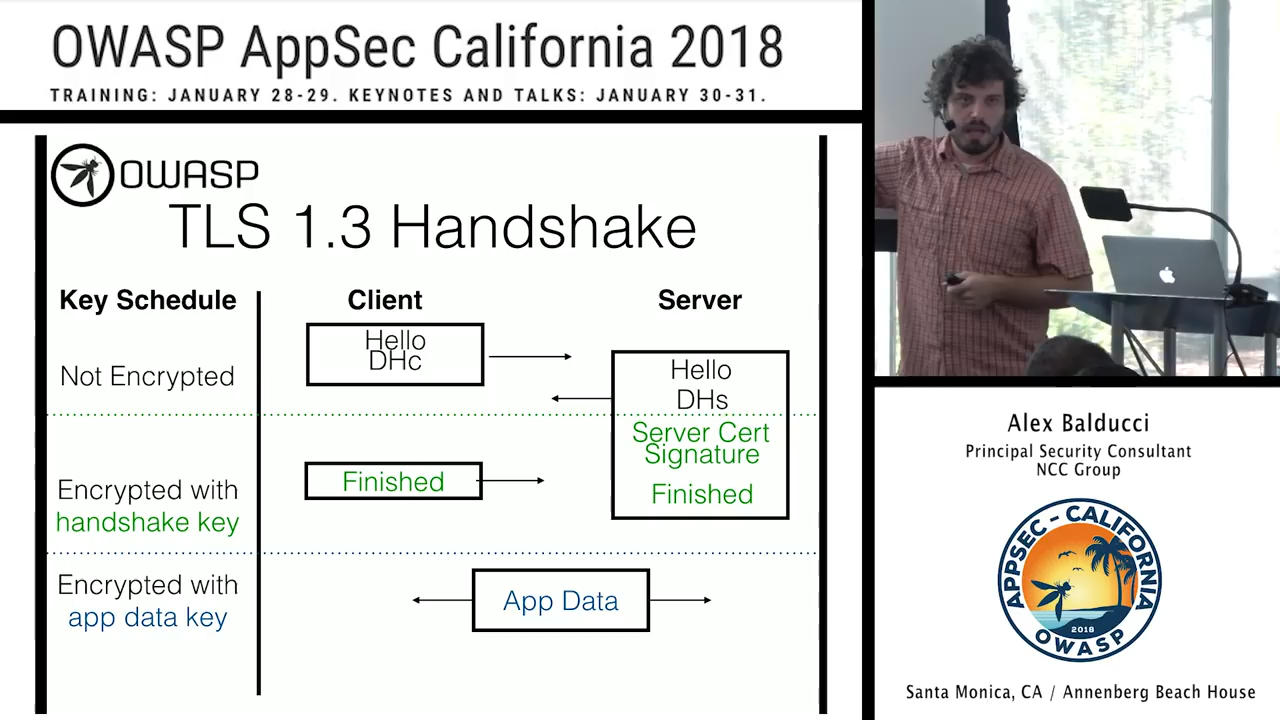 OWASP AppSec California 2018
TRAINING: JANUARY 28-29. KEYNOTES AND TALKS: JANUARY 30-31.
OWASP
TLS 1.3 Handshake
Key Schedule
Client
Server
Not Encrypted
Hello
DHc
Hello
DHs
Server Cert
Signature
Finished
Encrypted with
handshake key
Finished
Encrypted with
app data key
App Data
Alex Balducci
Principal Security Consultant
NCC Group
APPSEC - CALIFORNIA
2018
OWASP
Santa Monica, CA / Annenberg Beach House